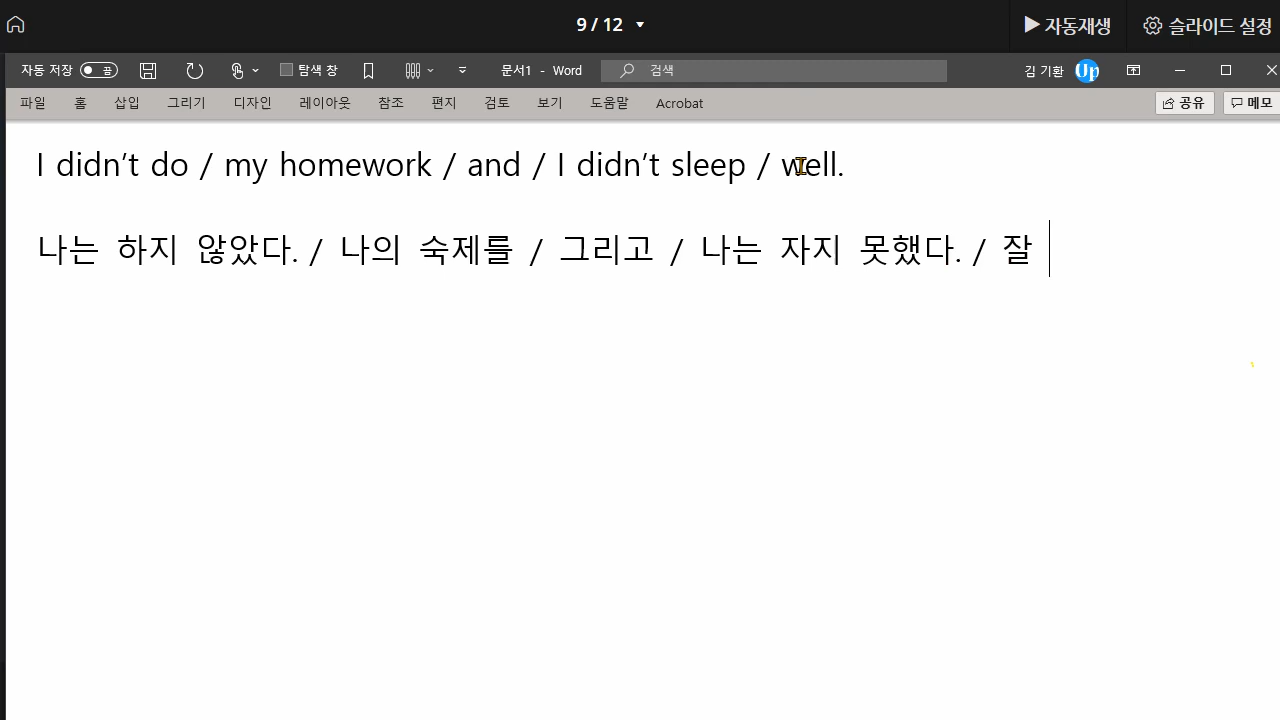 9 / 12
자동재생
슬라이드 설정
자동 저장 끔 탐색 창 문서1 - Word 검색 김 기환 Up
파일 홈 삽입 그리기 디자인 레이아웃 참조 편지 검토 보기 도움말 Acrobat 공유 메모
I didn’t do / my homework / and / I didn’t sleep / well.
나는 하지 않았다. / 나의 숙제를 / 그리고 / 나는 자지 못했다. / 잘